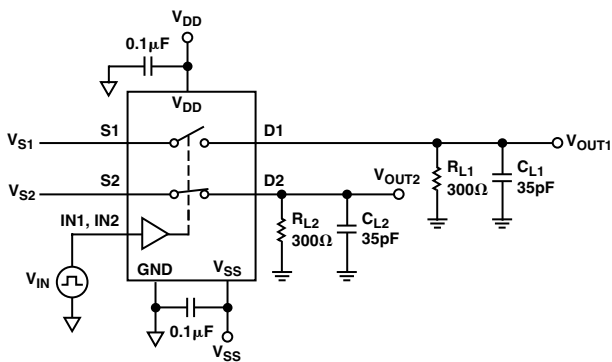 VDD
0.1µF
VDD
VS1
S1
D1
VOUT1
VS2
S2
D2
VOUT2
RL1
300Ω
CL1
35pF
IN1, IN2
RL2
300Ω
CL2
35pF
VIN
GND
VSS
0.1µF
VSS